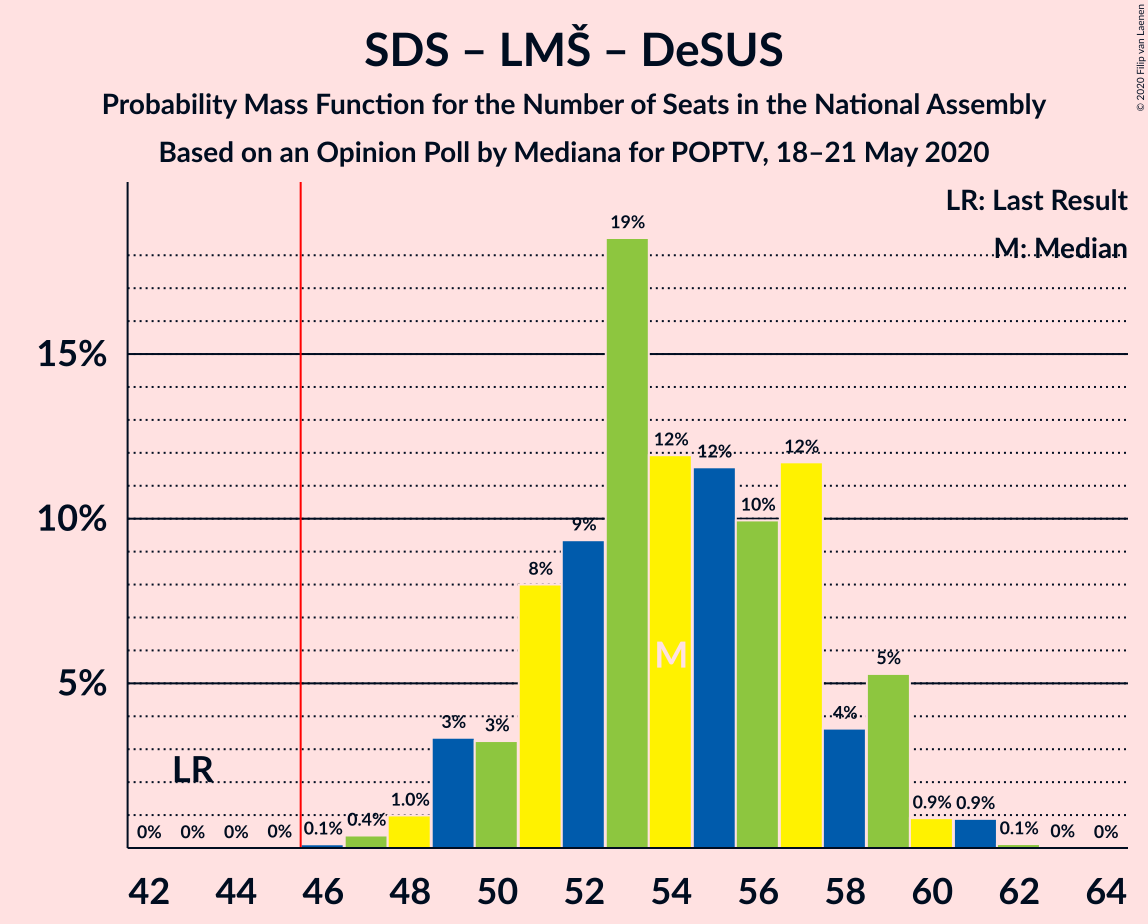 SDS – LMŠ – DeSUS
Probability Mass Function for the Number of Seats in the National Assembly
Based on an Opinion Poll by Mediana for POPTV, 18–21 May 2020
© 2020 Filip van Laenen
LR: Last Result
M: Median
15%
10%
5%
19%
12%
12%
12%
10%
9%
8%
5%
4%
3%
3%
M
LR
0%
0%
0%
0%
0.1%
0.4%
1.0%
0.9%
0.9%
0.1%
0%
0%
42 44 46 48 50 52 54 56 58 60 62 64